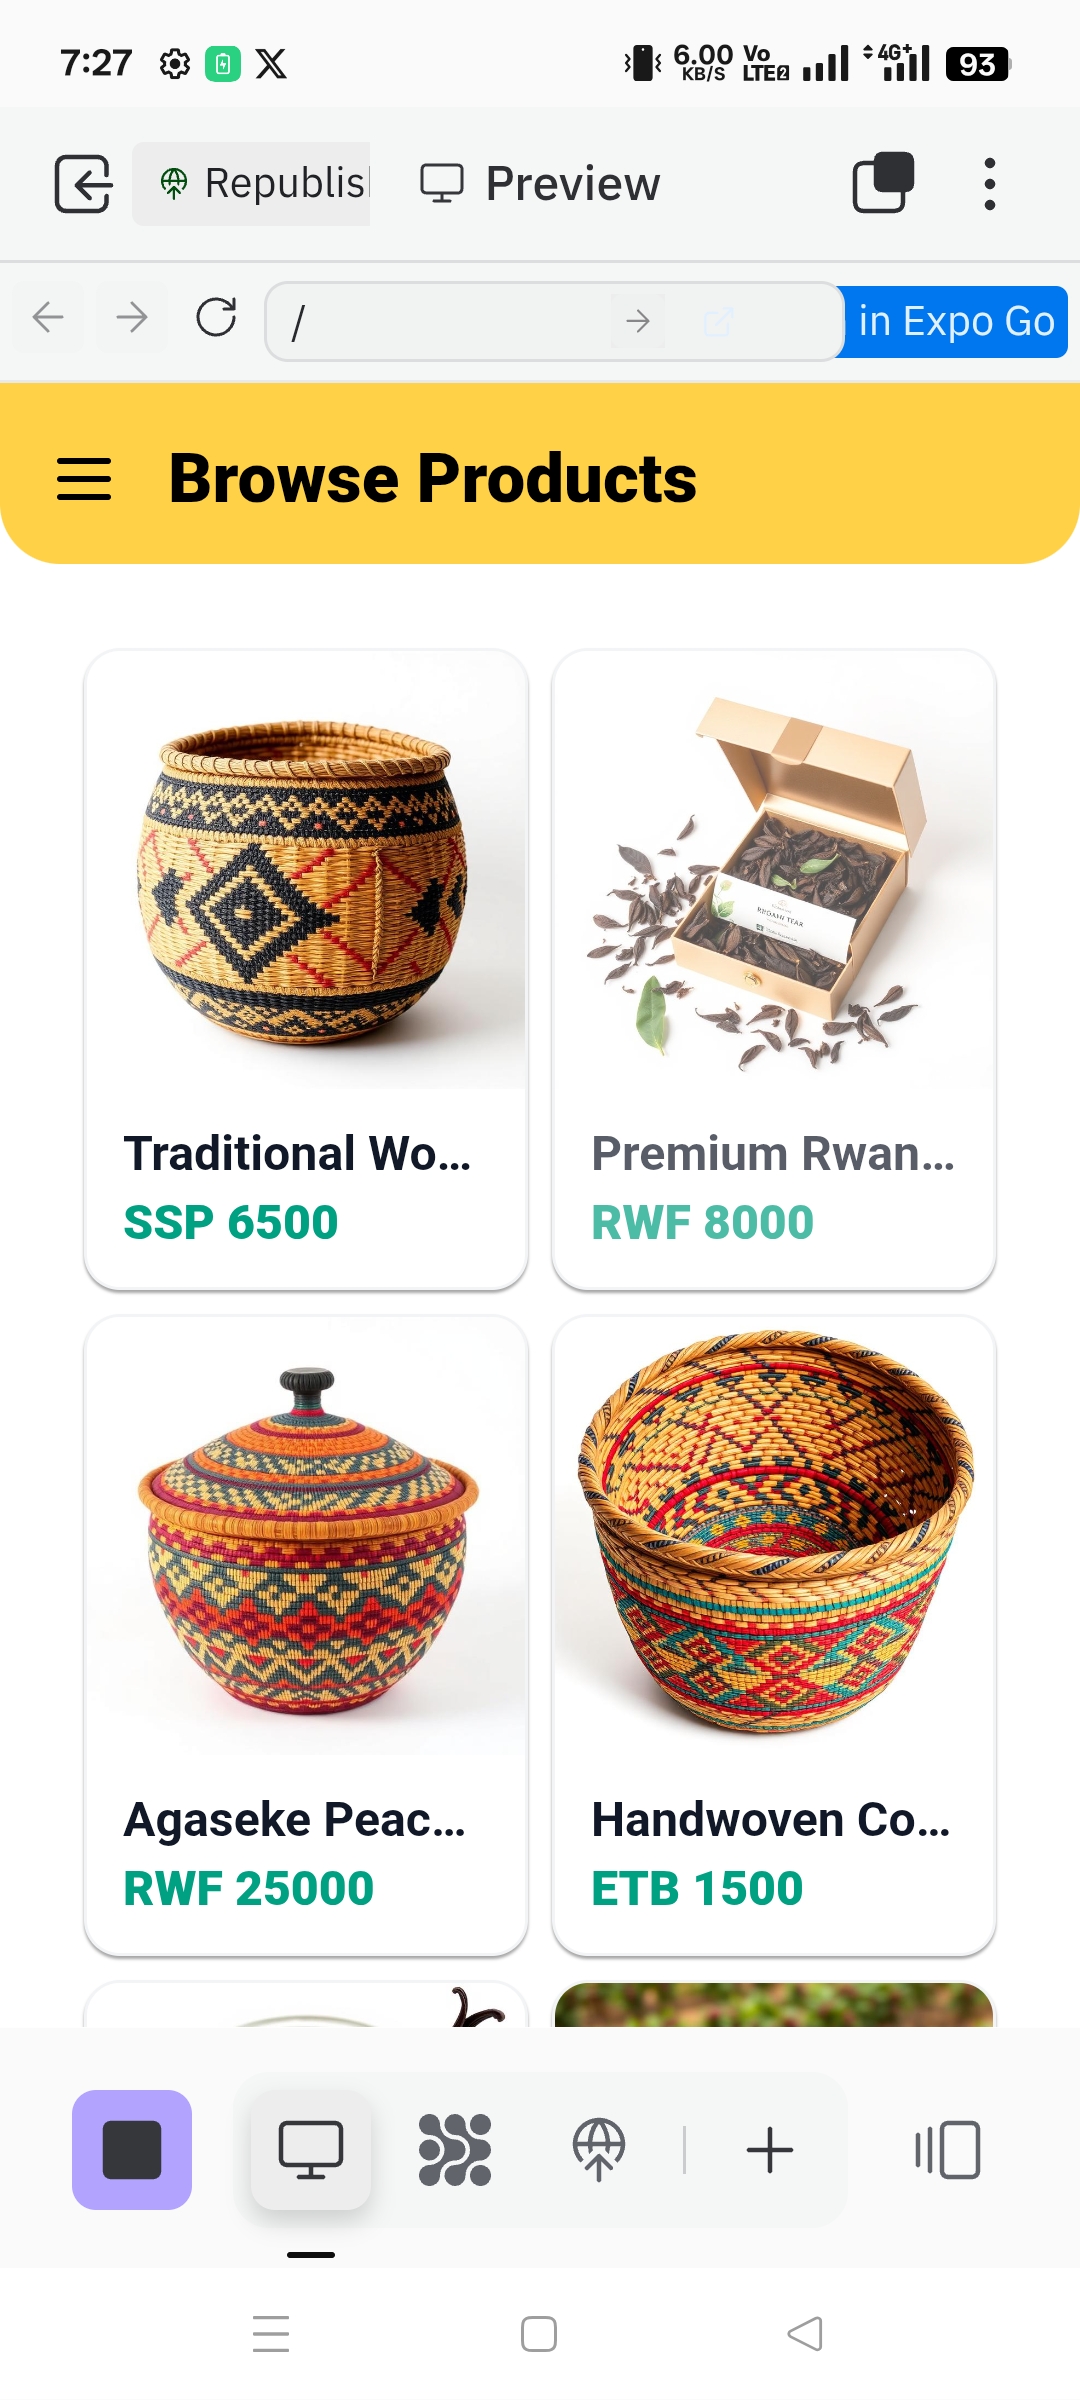 7:27
6.00 KB/S
Vo LTE2
4G+
93
Republis
Preview
/
in Expo Go
Browse Products
Traditional Wo...
SSP 6500
Premium Rwan...
RWF 8000
Agaseke Peac...
RWF 25000
Handwoven Co...
ETB 1500